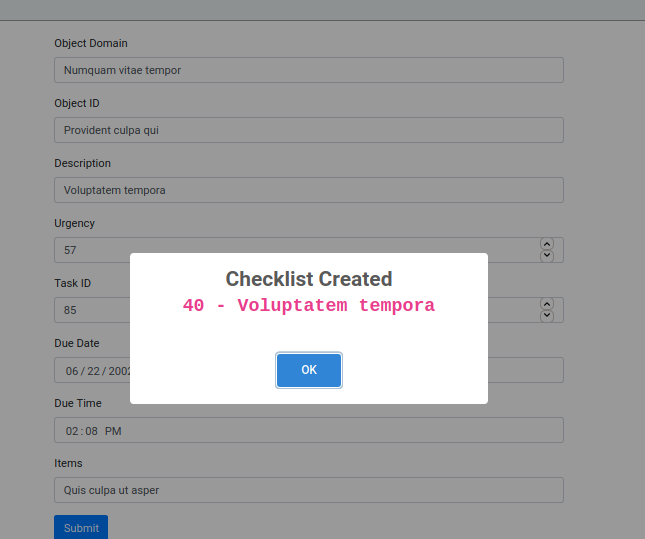 Object Domain
Numquam vitae tempor
Object ID
Provident culpa qui
Description
Voluptatem tempora
Urgency
57
Checklist Created
40 - Voluptatem tempora
OK
Task ID
85
Due Date
06 / 22 / 2002
Due Time
02 : 08 PM
Items
Quis culpa ut asper
Submit